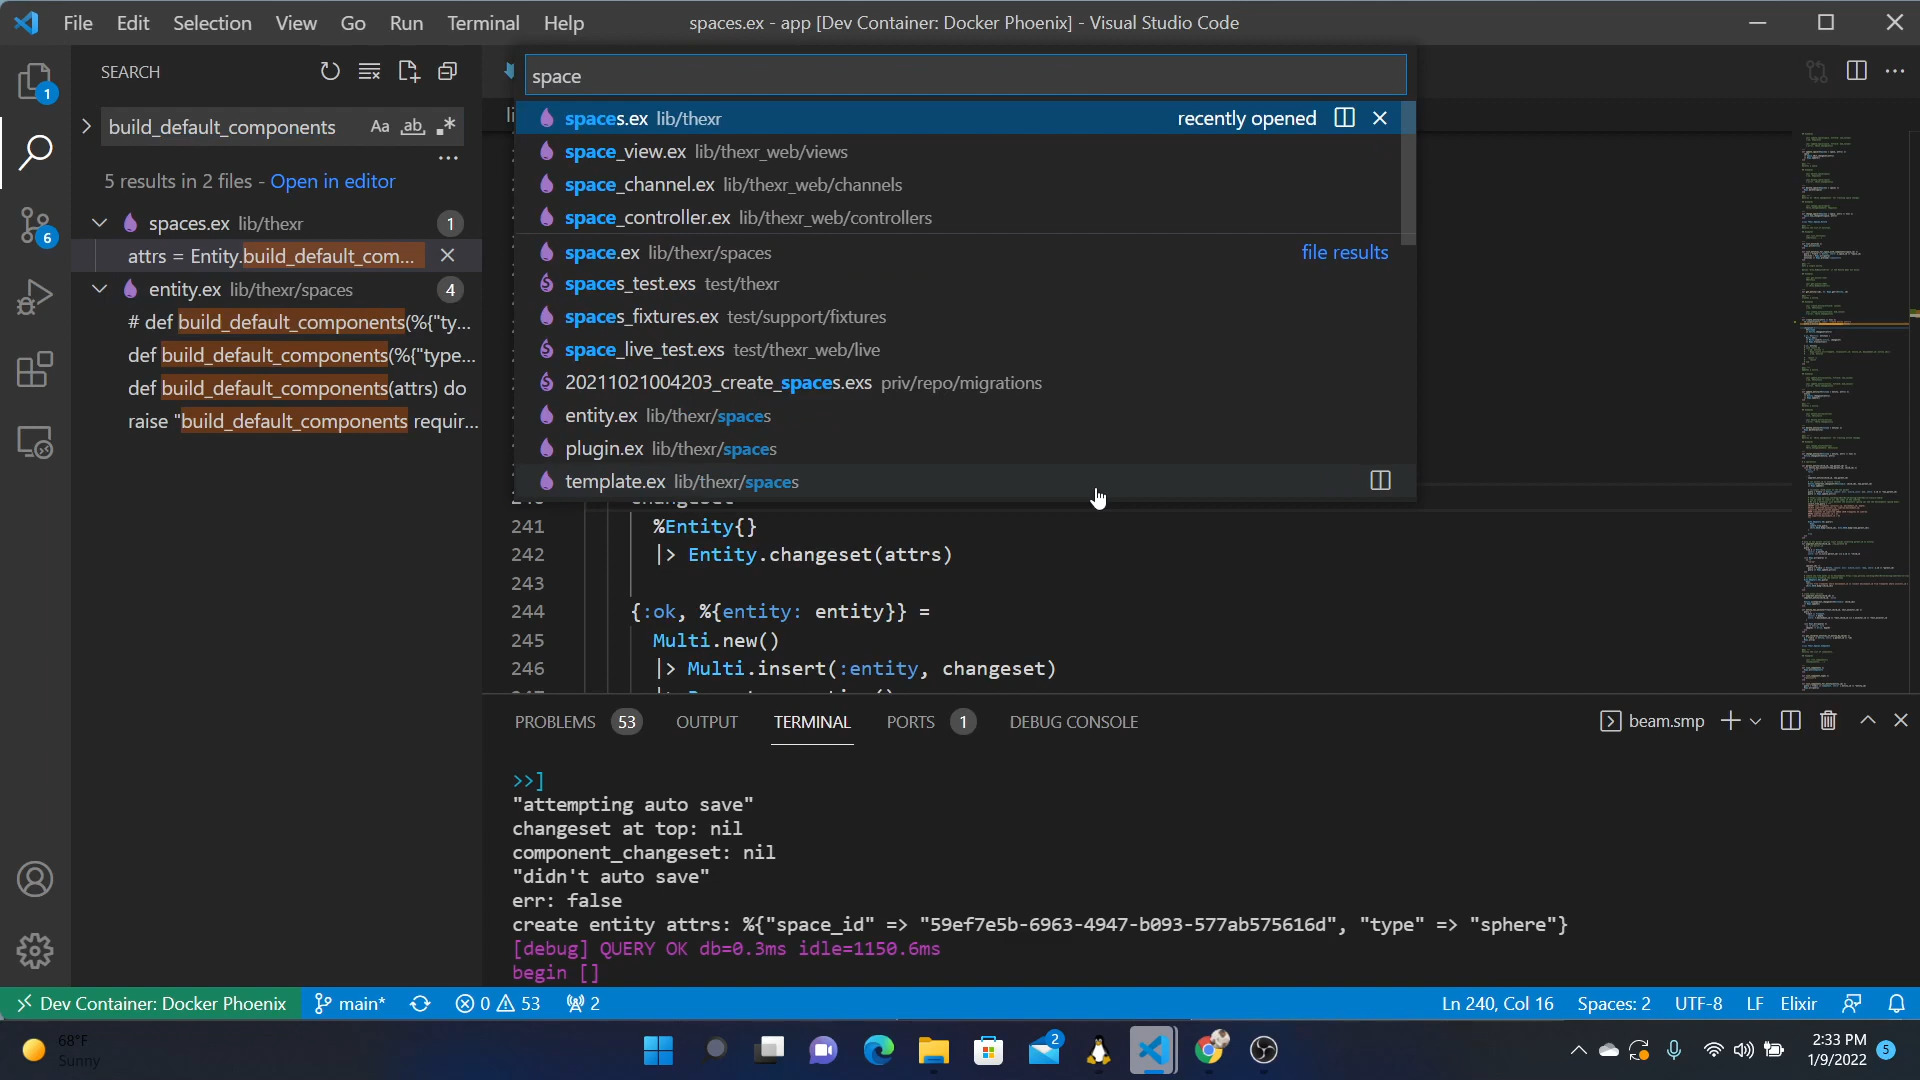 File Edit Selection View Go Run Terminal Help
spaces.ex - app [Dev Container: Docker Phoenix] - Visual Studio Code
SEARCH
build_default_components
Aa ab .*
5 results in 2 files - Open in editor
spaces.ex lib/thexr 1
attrs = Entity.build_default_com...
entity.ex lib/thexr/spaces 4
# def build_default_components(%{"ty...
def build_default_components(%{"type...
def build_default_components(attrs) do
raise "build_default_components requir...
1
6
space
spaces.ex lib/thexr recently opened
space_view.ex lib/thexr_web/views
space_channel.ex lib/thexr_web/channels
space_controller.ex lib/thexr_web/controllers
space.ex lib/thexr/spaces file results
spaces_test.exs test/thexr
spaces_fixtures.ex test/support/fixtures
space_live_test.exs test/thexr_web/live
20211021004203_create_spaces.exs priv/repo/migrations
entity.ex lib/thexr/spaces
plugin.ex lib/thexr/spaces
template.ex lib/thexr/spaces
241 %Entity{}
242 |> Entity.changeset(attrs)
243
244 {:ok, %{entity: entity}} =
245 Multi.new()
246 |> Multi.insert(:entity, changeset)
PROBLEMS 53 OUTPUT TERMINAL PORTS 1 DEBUG CONSOLE
beam.smp
>>]
"attempting auto save"
changeset at top: nil
component_changeset: nil
"didn't auto save"
err: false
create entity attrs: %{"space_id" => "59ef7e5b-6963-4947-b093-577ab575616d", "type" => "sphere"}
[debug] QUERY OK db=0.3ms idle=1150.6ms
begin []
Dev Container: Docker Phoenix main* 0 53 2
Ln 240, Col 16 Spaces: 2 UTF-8 LF Elixir
68°F
Sunny
2
2:33 PM
1/9/2022
5